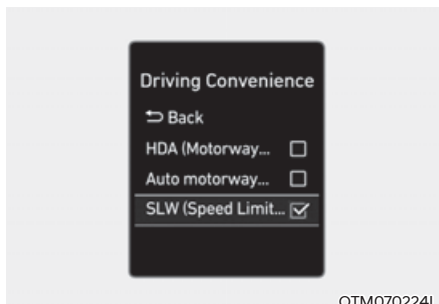 Driving Convenience
Back
HDA (Motorway...
Auto motorway...
SLW (Speed Limit...
OTM070224L